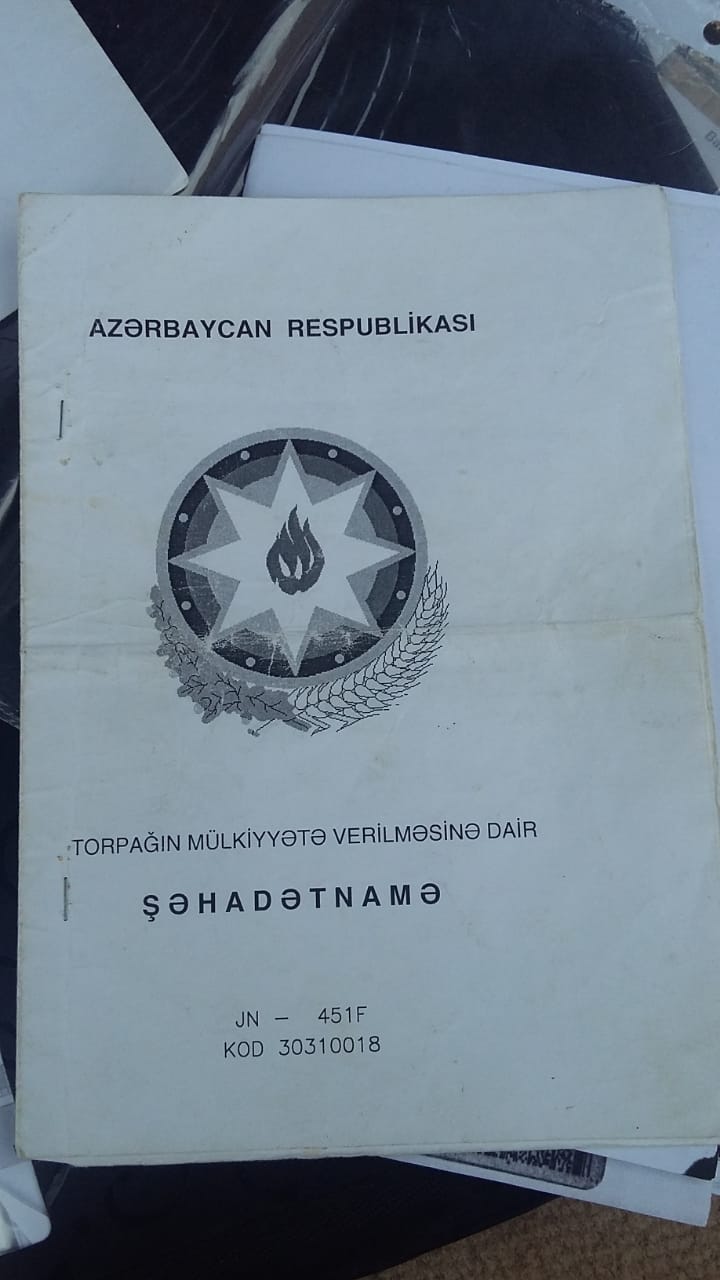 AZƏRBAYCAN RESPUBLİKASI
TORPAĞIN MÜLKİYYƏTƏ VERİLMƏSİNƏ DAİR
ŞƏHADƏTNAMƏ
JN – 451F
KOD 30310018